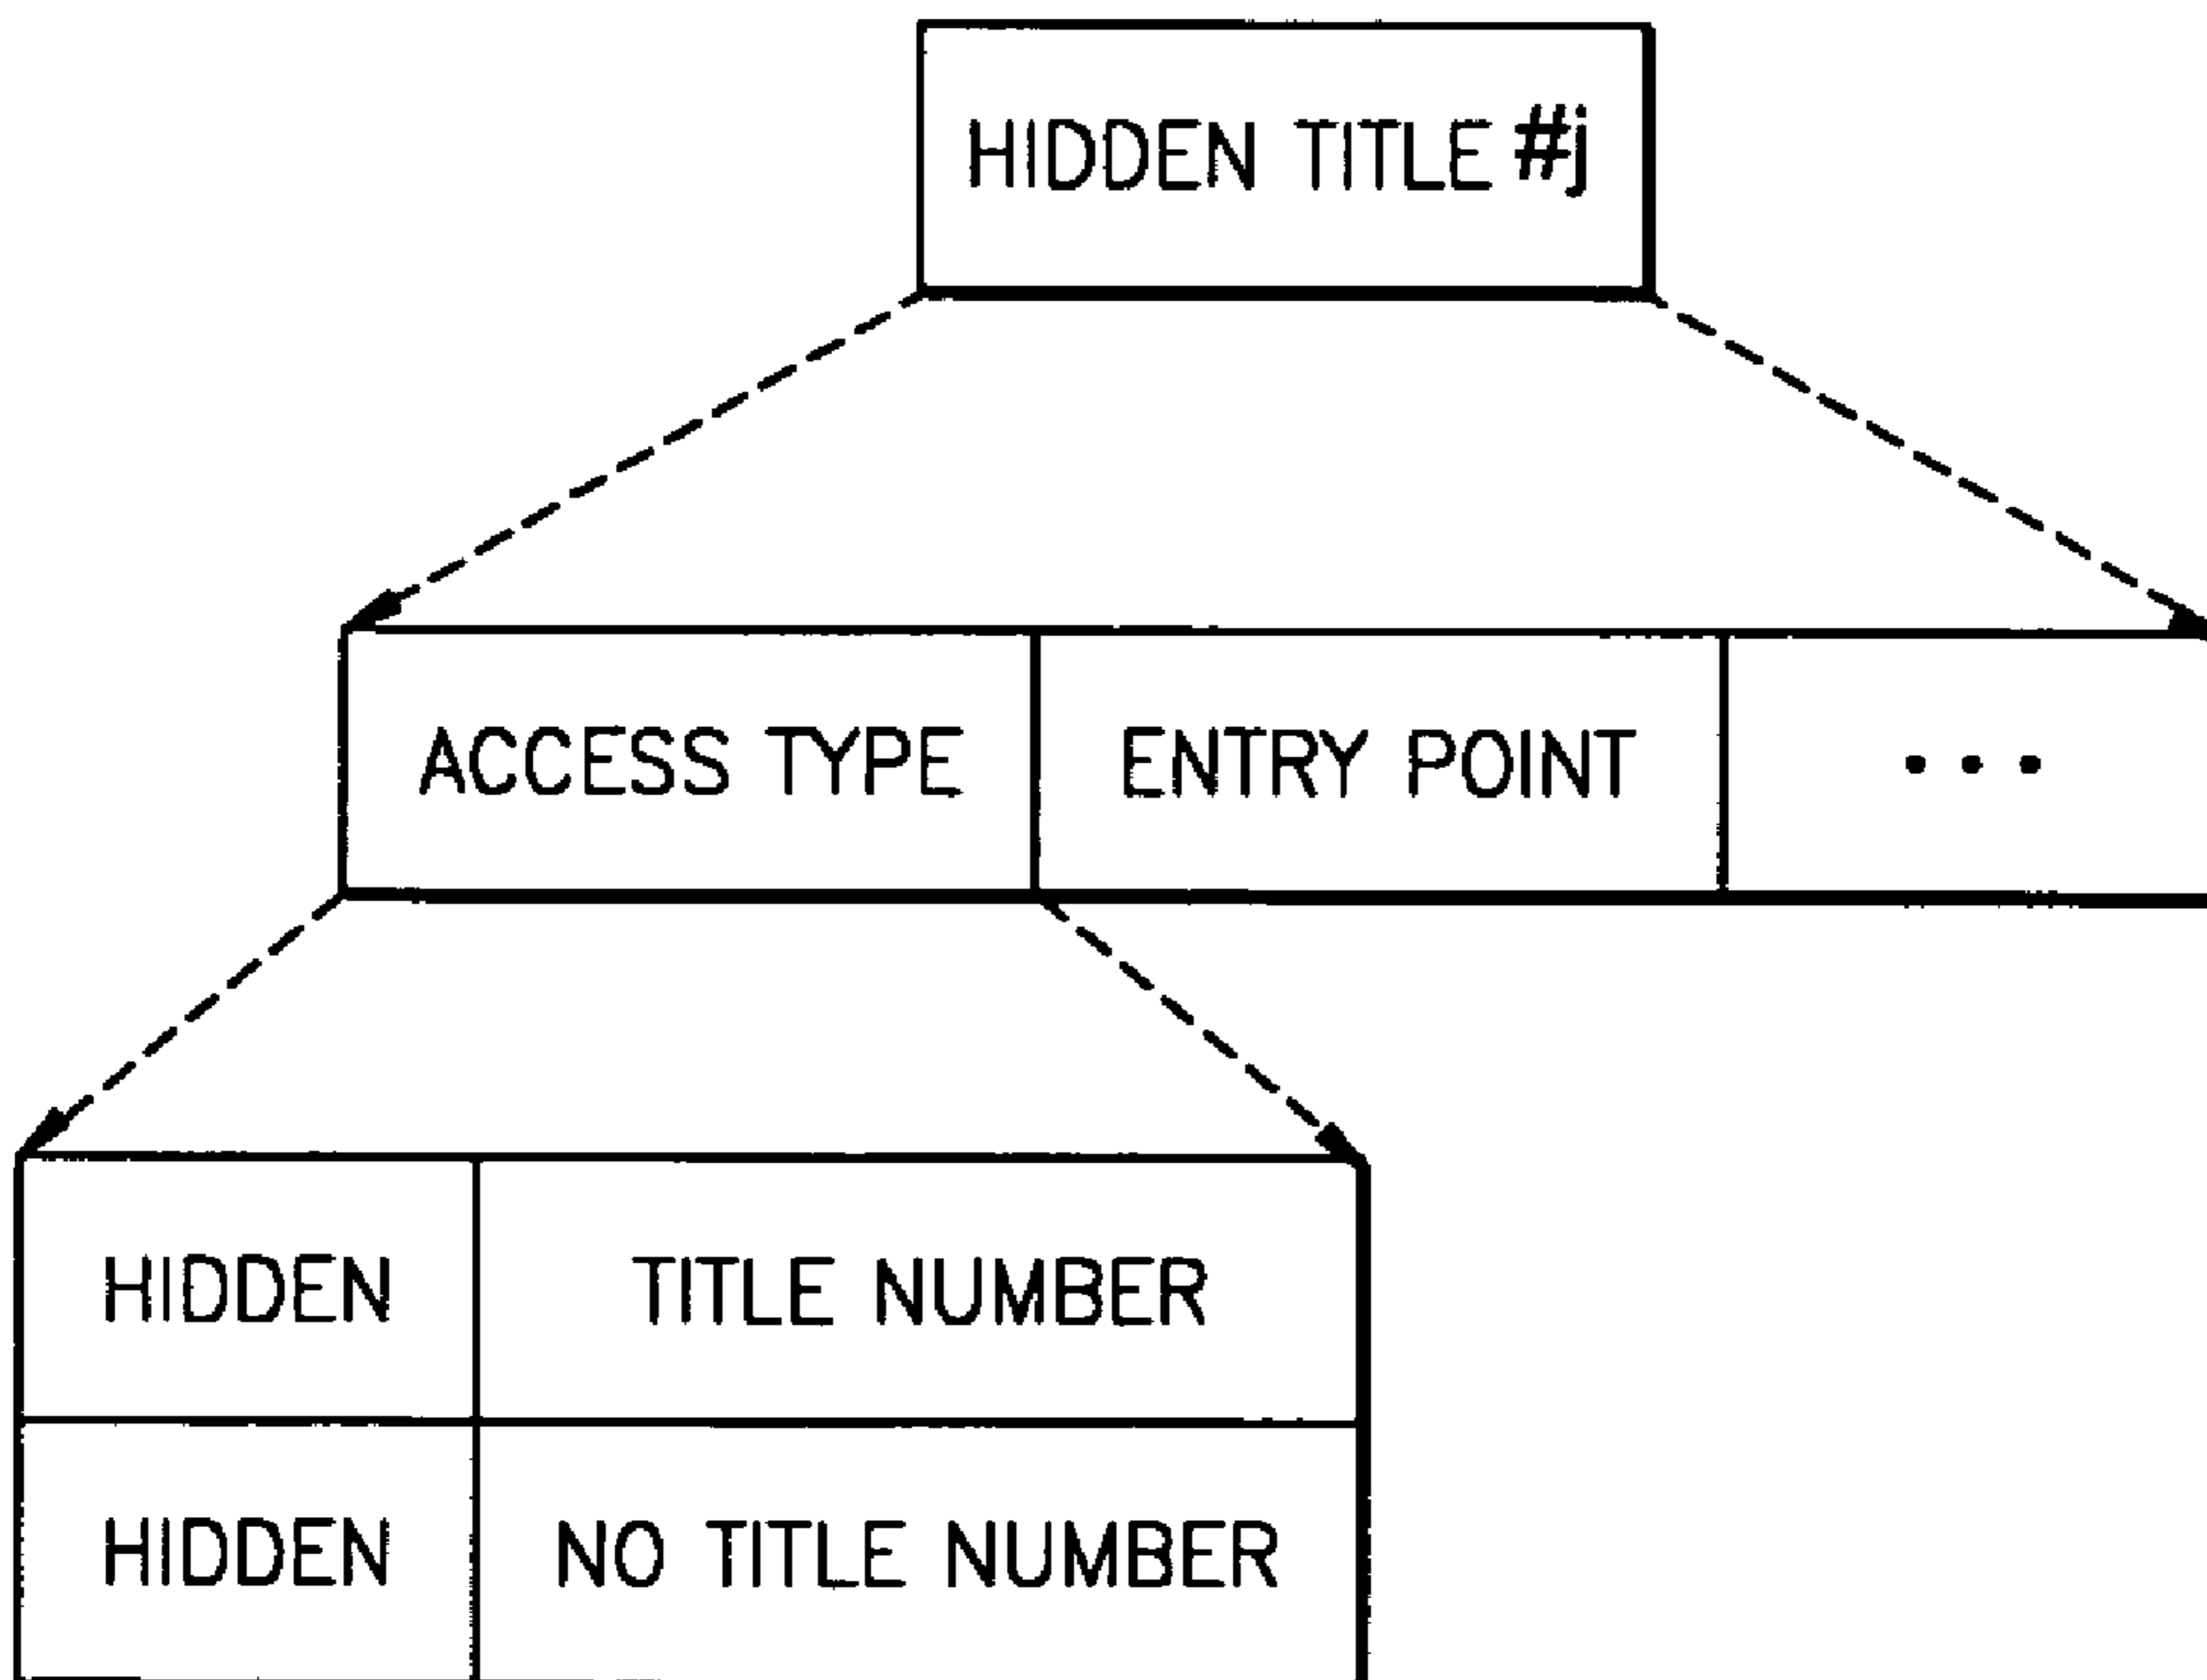 HIDDEN TITLE #j
ACCESS TYPE ENTRY POINT • • •
HIDDEN TITLE NUMBER
HIDDEN NO TITLE NUMBER